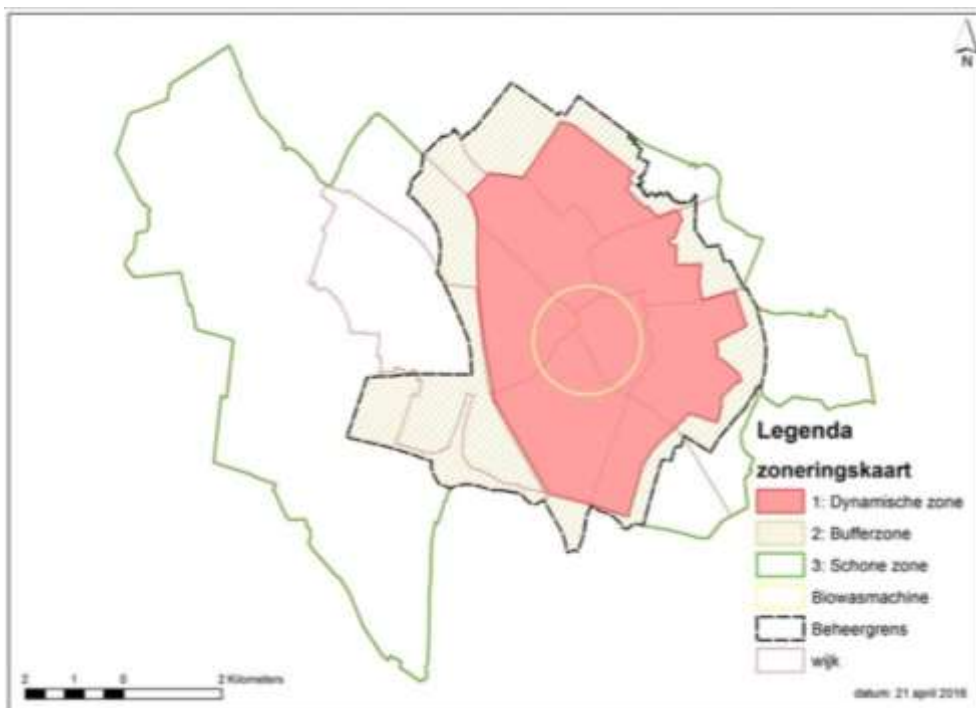 N
Legenda
zoneringskaart
1: Dynamische zone
2: Bufferzone
3: Schone zone
Biowasmachine
Beheergrens
wijk
2 1 0 2 Kilometers
datum: 21 april 2016